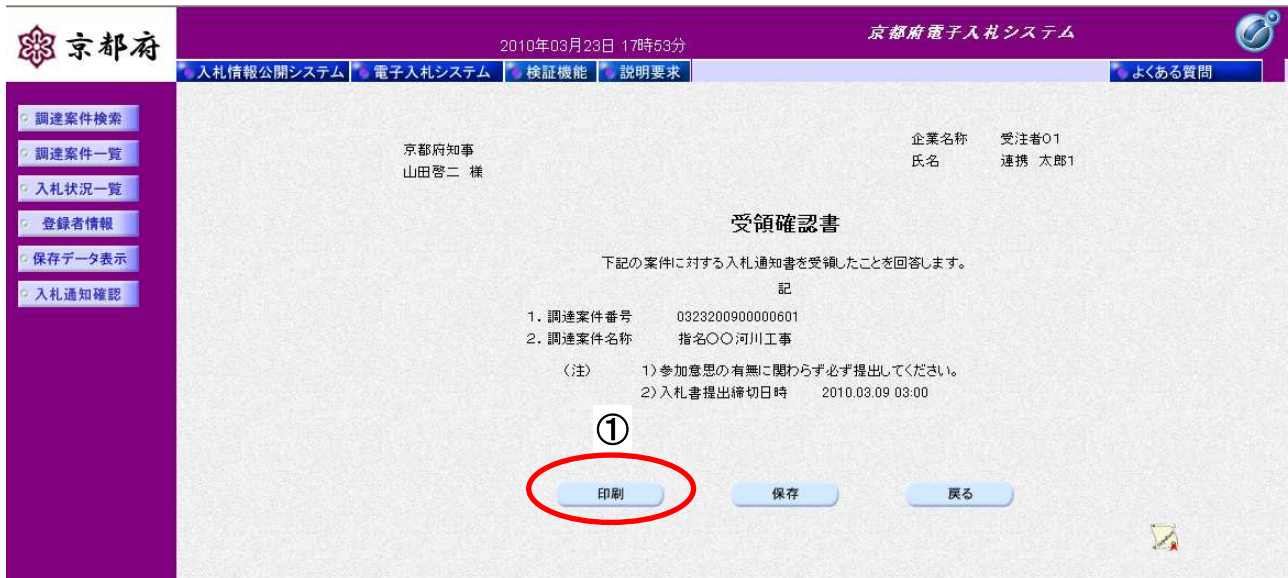 京都府
2010年03月23日 17時53分
京都府電子入札システム
入札情報公開システム 電子入札システム 検証機能 説明要求 よくある質問
調達案件検索
調達案件一覧
入札状況一覧
登録者情報
保存データ表示
入札通知確認
京都府知事
山田啓二 様
企業名称 受注者01
氏名 連携 太郎1
受領確認書
下記の案件に対する入札通知書を受領したことを回答します。
記
1.調達案件番号 0323200900000601
2.調達案件名称 指名〇〇河川工事
(注) 1)参加意思の有無に関わらず必ず提出してください。
2)入札書提出締切日時 2010.03.09 03:00
①
印刷 保存 戻る